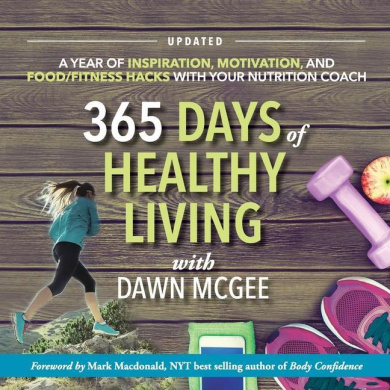 UPDATED
A YEAR OF INSPIRATION, MOTIVATION, AND
FOOD/FITNESS HACKS WITH YOUR NUTRITION COACH
365 DAYS of
HEALTHY
LIVING
with
DAWN MCGEE
Foreword by Mark Macdonald, NYT best selling author of Body Confidence